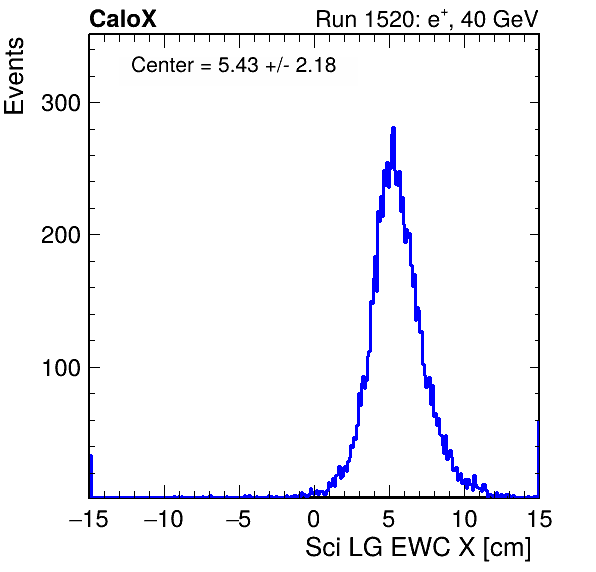 CaloX Run 1520: e⁺, 40 GeV
Center = 5.43 +/- 2.18
Events
300
200
100
−15 −10 −5 0 5 10 15
Sci LG EWC X [cm]